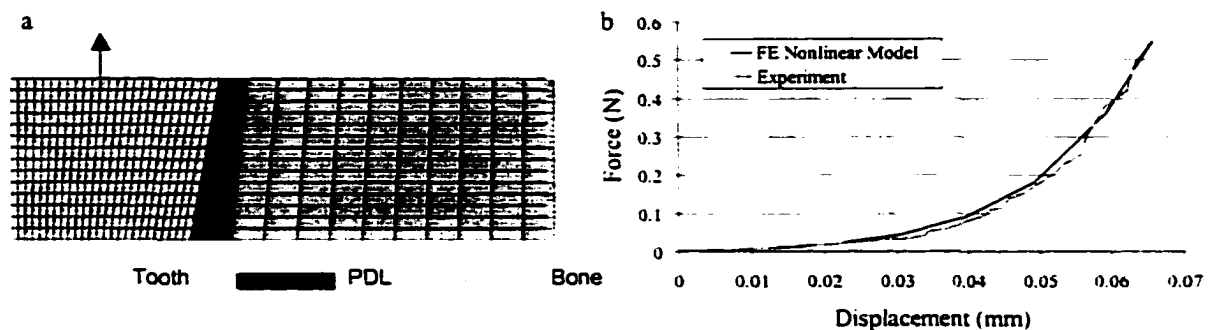 a
Tooth PDL Bone
b
0.6
0.5
0.4
0.3
0.2
0.1
0
Force (N)
FE Nonlinear Model
Experiment
0 0.01 0.02 0.03 0.04 0.05 0.06 0.07
Displacement (mm)